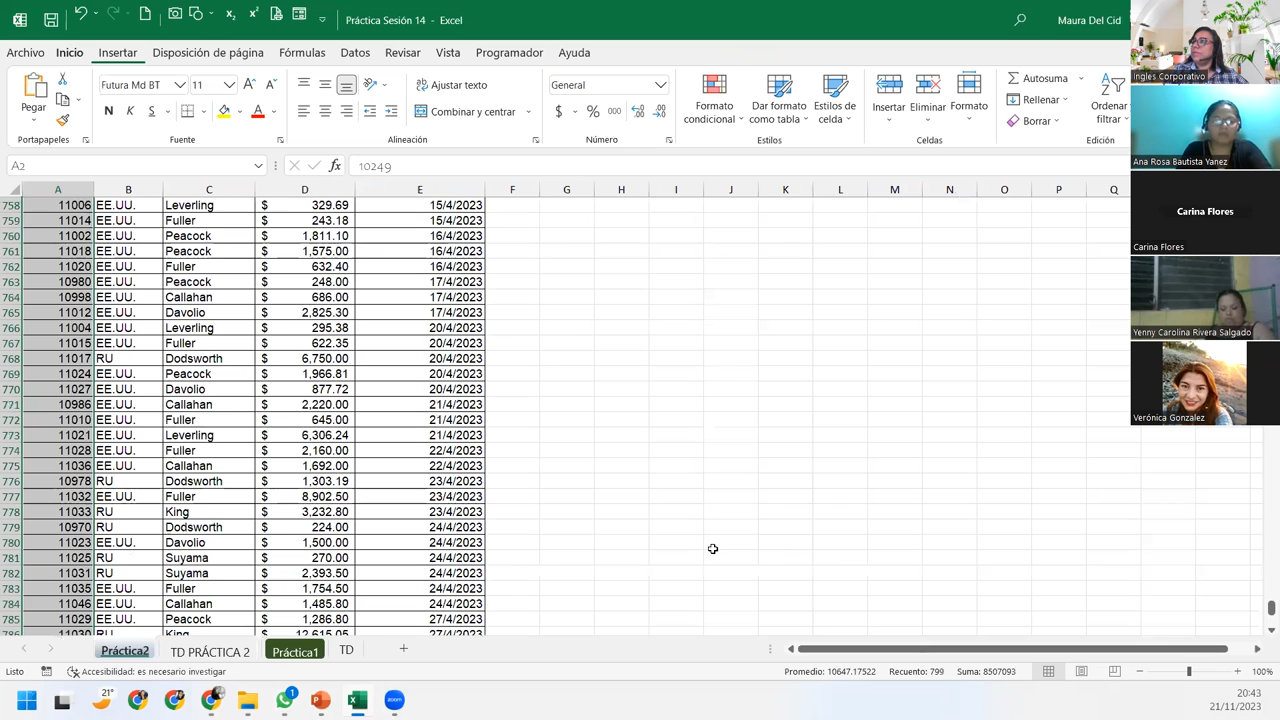 Práctica Sesión 14 - Excel
Maura Del Cid
Archivo Inicio Insertar Disposición de página Fórmulas Datos Revisar Vista Programador Ayuda
Pegar
Futura Md BT 11
N K S
Ajustar texto
Combinar y centrar
General
$ % 000
Formato condicional
Dar formato como tabla
Estilos de celda
Insertar
Eliminar
Formato
Autosuma
Rellenar
Borrar
Ordenar filtrar
Portapapeles Fuente Alineación Número Estilos Celdas
A2 fx 10249
A B C D E F G H I J K L M N O P Q
758 11006 EE.UU. Leverling $ 329.69 15/4/2023
759 11014 EE.UU. Fuller $ 243.18 15/4/2023
760 11002 EE.UU. Peacock $ 1,811.10 16/4/2023
761 11018 EE.UU. Peacock $ 1,575.00 16/4/2023
762 11020 EE.UU. Fuller $ 632.40 16/4/2023
763 10980 EE.UU. Peacock $ 248.00 17/4/2023
764 10998 EE.UU. Callahan $ 686.00 17/4/2023
765 11012 EE.UU. Davolio $ 2,825.30 17/4/2023
766 11004 EE.UU. Leverling $ 295.38 20/4/2023
767 11015 EE.UU. Fuller $ 622.35 20/4/2023
768 11017 RU Dodsworth $ 6,750.00 20/4/2023
769 11024 EE.UU. Peacock $ 1,966.81 20/4/2023
770 11027 EE.UU. Davolio $ 877.72 20/4/2023
771 10986 EE.UU. Callahan $ 2,220.00 21/4/2023
772 11010 EE.UU. Fuller $ 645.00 21/4/2023
773 11021 EE.UU. Leverling $ 6,306.24 21/4/2023
774 11028 EE.UU. Fuller $ 2,160.00 22/4/2023
775 11036 EE.UU. Callahan $ 1,692.00 22/4/2023
776 10978 RU Dodsworth $ 1,303.19 23/4/2023
777 11032 EE.UU. Fuller $ 8,902.50 23/4/2023
778 11033 RU King $ 3,232.80 23/4/2023
779 10970 RU Dodsworth $ 224.00 24/4/2023
780 11023 EE.UU. Davolio $ 1,500.00 24/4/2023
781 11025 RU Suyama $ 270.00 24/4/2023
782 11031 RU Suyama $ 2,393.50 24/4/2023
783 11035 EE.UU. Fuller $ 1,754.50 24/4/2023
784 11046 EE.UU. Callahan $ 1,485.80 24/4/2023
785 11029 EE.UU. Peacock $ 1,286.80 27/4/2023
786 11030 RU King $ 12,615.05 27/4/2023
Práctica2 TD PRÁCTICA 2 Práctica1 TD
Listo Accesibilidad: es necesario investigar Promedio: 10647.17522 Recuento: 799 Suma: 8507093 100%
21° 1 20:43
21/11/2023
Ingles Corporativo
Ana Rosa Bautista Yanez
Carina Flores
Carina Flores
Yenny Carolina Rivera Salgado
Verónica Gonzalez